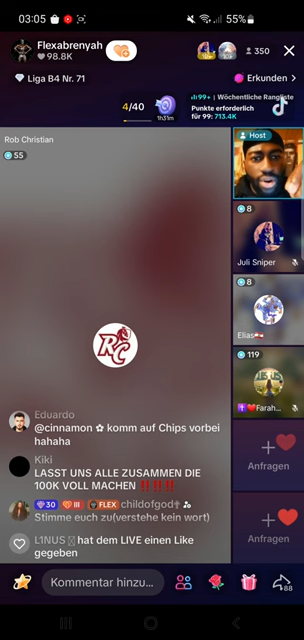 03:05
55%
Flexabrenyah
98.8K
350
Liga B4 Nr. 71
Erkunden >
4/40
1h31m
99+ | Wöchentliche Rangliste
Punkte erforderlich
für 99: 713.4K
Rob Christian
55
Host
8
Juli Sniper
8
Elias
119
Farah...
RC
Anfragen
Anfragen
Eduardo
@cinnamon ✿ komm auf Chips vorbei
hahaha
Kiki
LASST UNS ALLE ZUSAMMEN DIE
100K VOLL MACHEN ‼️‼️‼️
30 III FLEX childofgod✝
Stimme euch zu(verstehe kein wort)
L1NUS hat dem LIVE einen Like
gegeben
Kommentar hinzu...
88